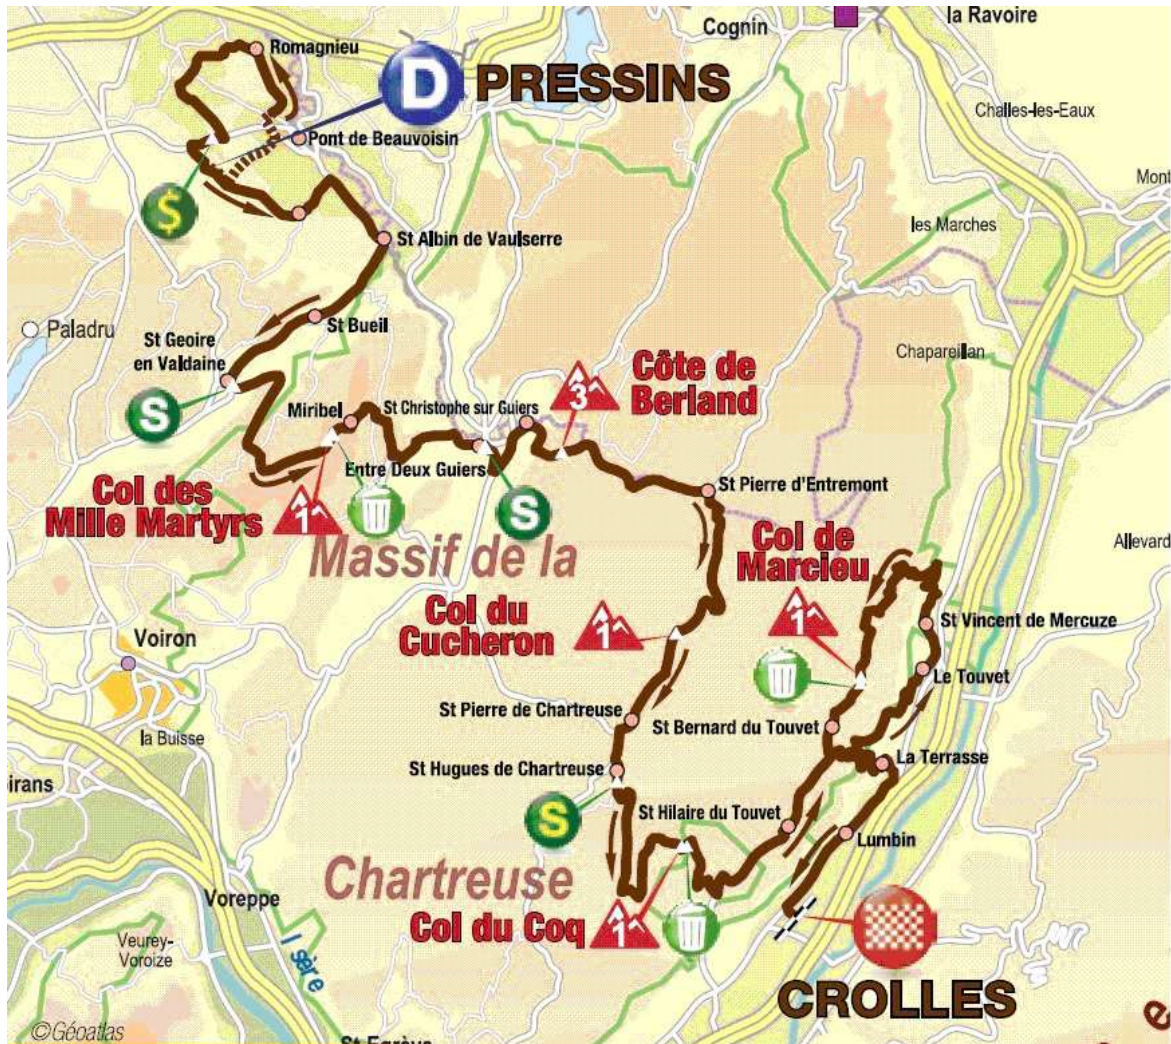 Cognin
la Ravoire
Romagnieu
D PRESSINS
Challes-les-Eaux
Pont de Beauvoisin
Mont
$
les Marches
St Albin de Vaulserre
Paladru
St Bueil
St Geoire
en Valdaine
Chapareillan
Côte de
Berland
3
S
Miribel
St Christophe sur Guiers
Entre Deux Guiers
Col des
Mille Martyrs
1
S
St Pierre d'Entremont
Massif de la
Col de
Marcieu
1
Allevard
Col du
Cucheron
1
Voiron
St Vincent de Mercuze
Le Touvet
St Pierre de Chartreuse
St Bernard du Touvet
la Buisse
La Terrasse
St Hugues de Chartreuse
irans
S
St Hilaire du Touvet
Lumbin
Chartreuse
Voreppe
Col du Coq
1
Veurey-
Voroize
Isère
CROLLES
©Géoatlas
St-Egrève
e